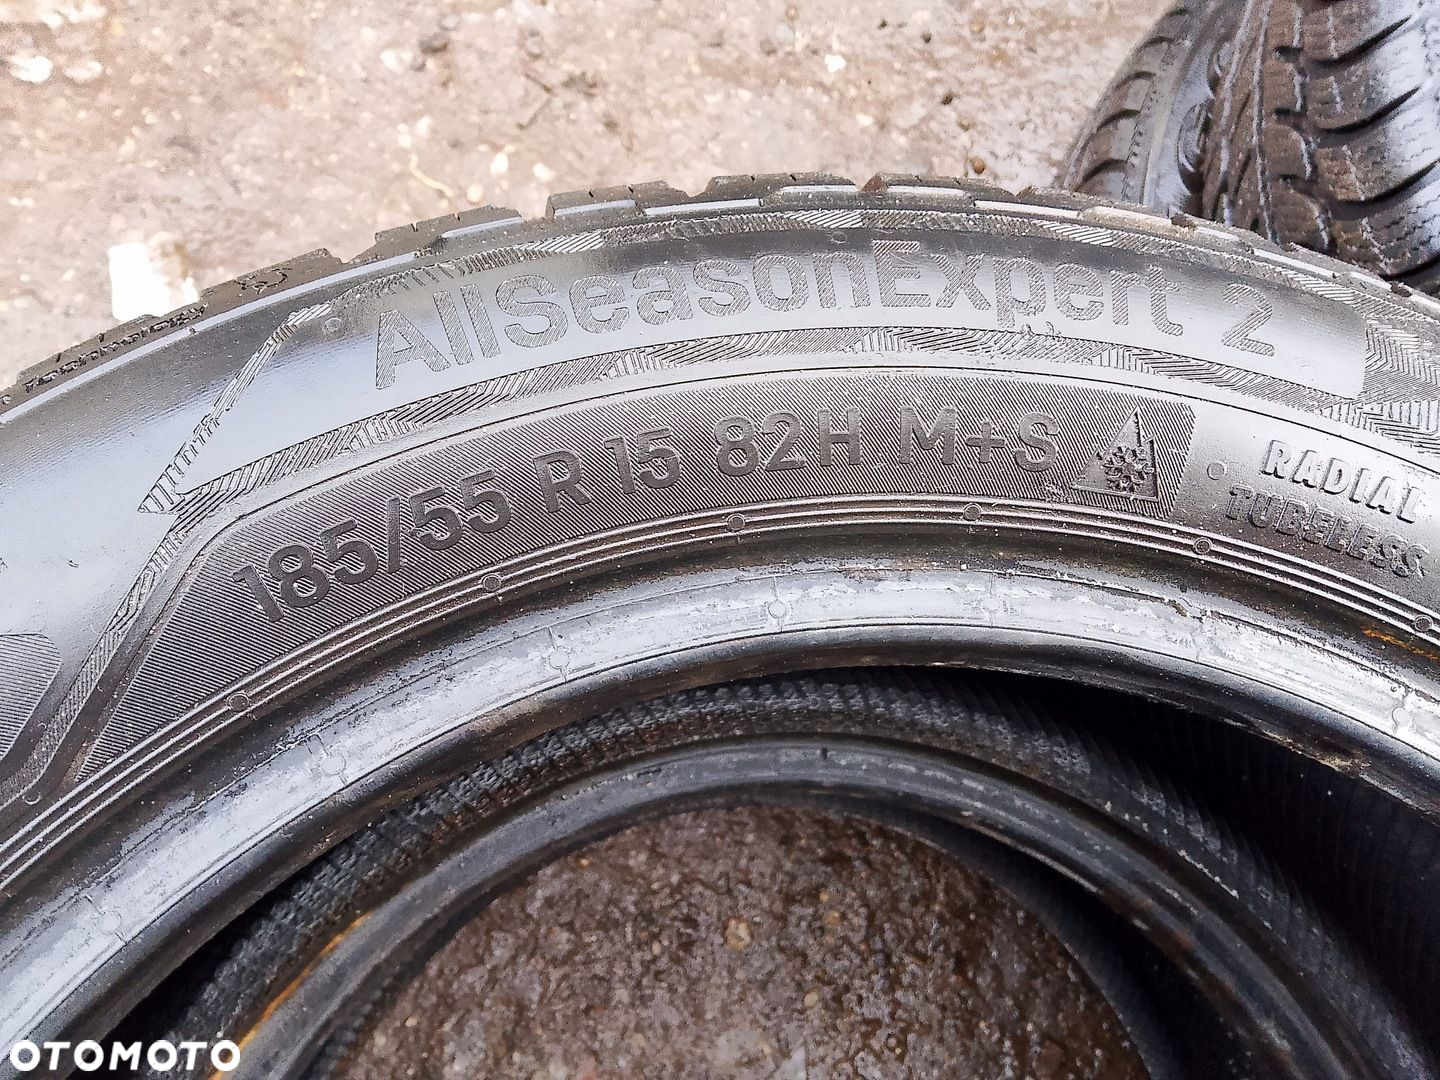 AllSeasonExpert 2
185/55 R 15 82H M+S
RADIAL
TUBELESS
OTOMOTO